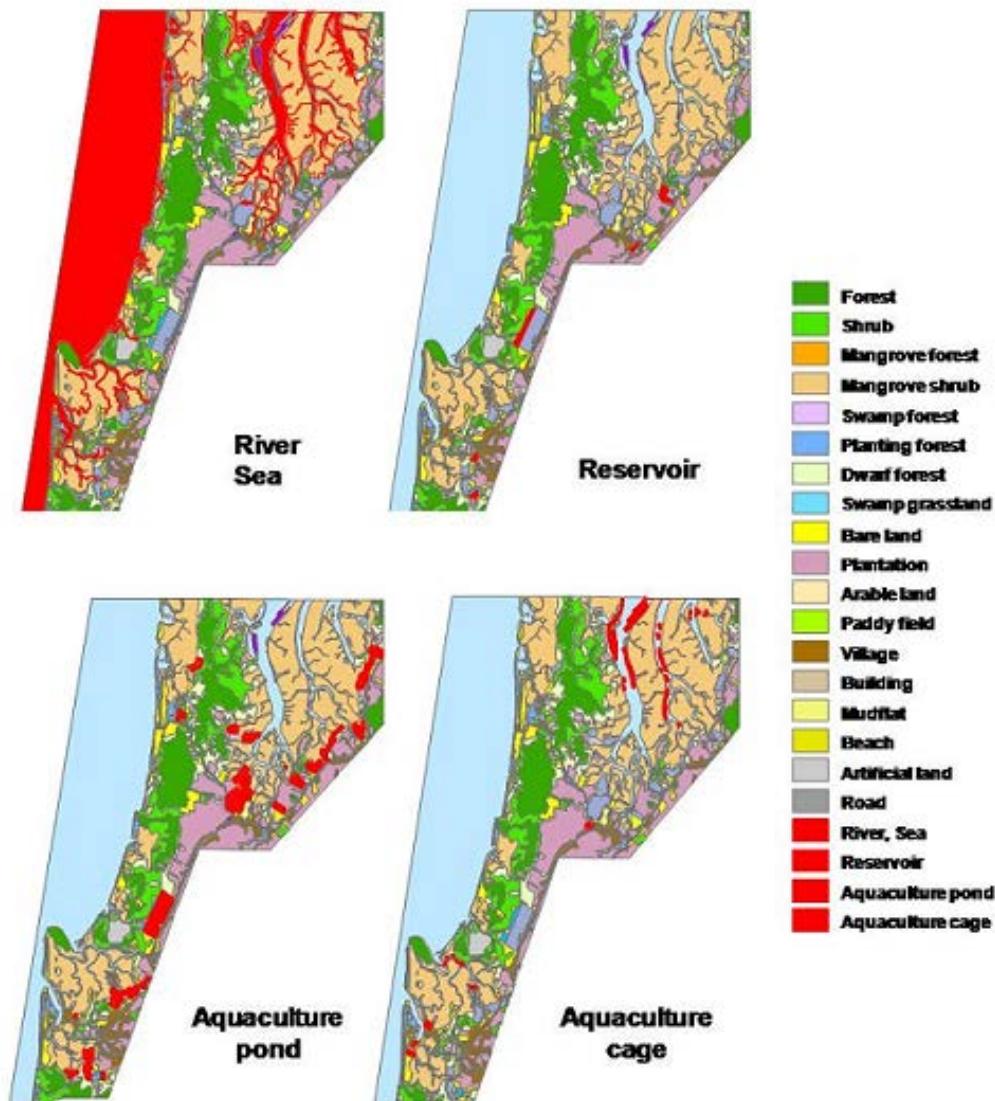 River
Sea
Reservoir
Forest
Shrub
Mangrove forest
Mangrove shrub
Swamp forest
Planting forest
Dwarf forest
Swamp grassland
Bare land
Plantation
Arable land
Paddy field
Village
Building
Mudflat
Beach
Artificial land
Road
River, Sea
Reservoir
Aquaculture pond
Aquaculture cage
Aquaculture
pond
Aquaculture
cage